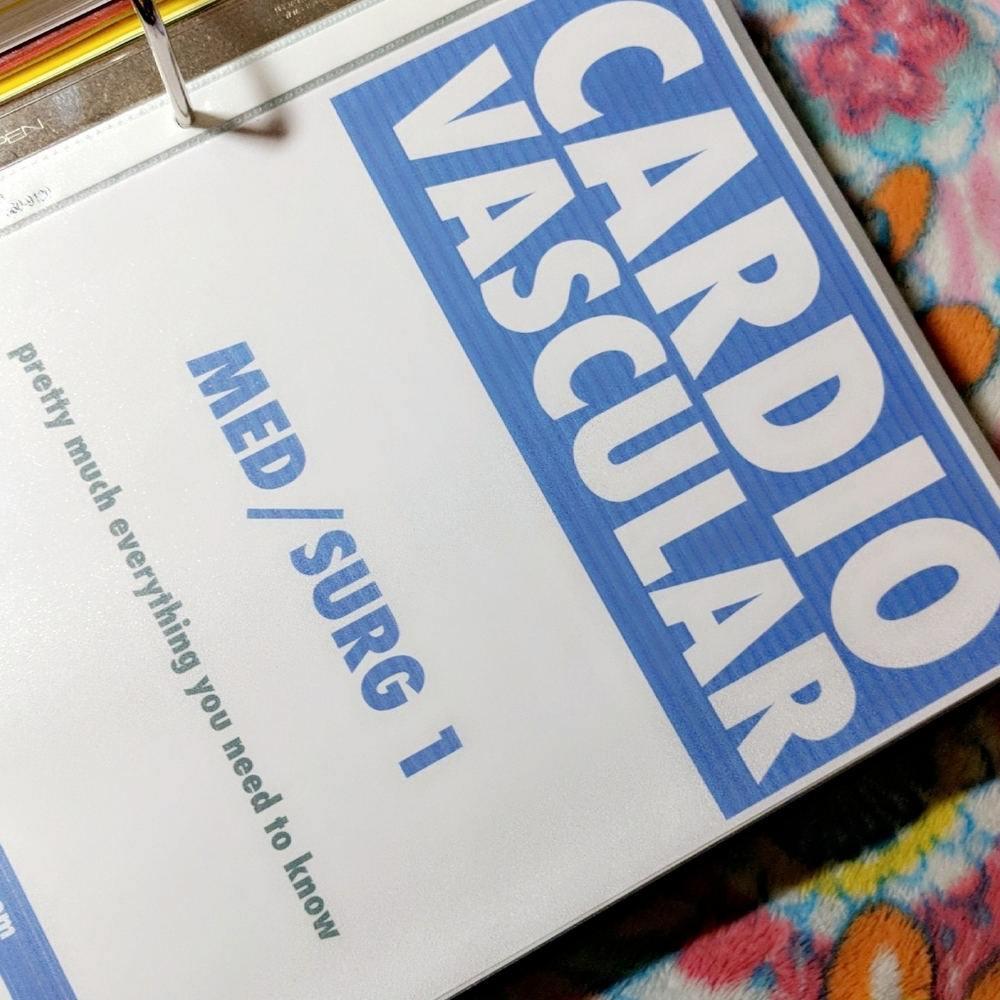 CARDIO
VASCULAR
MED/SURG 1
pretty much everything you need to know